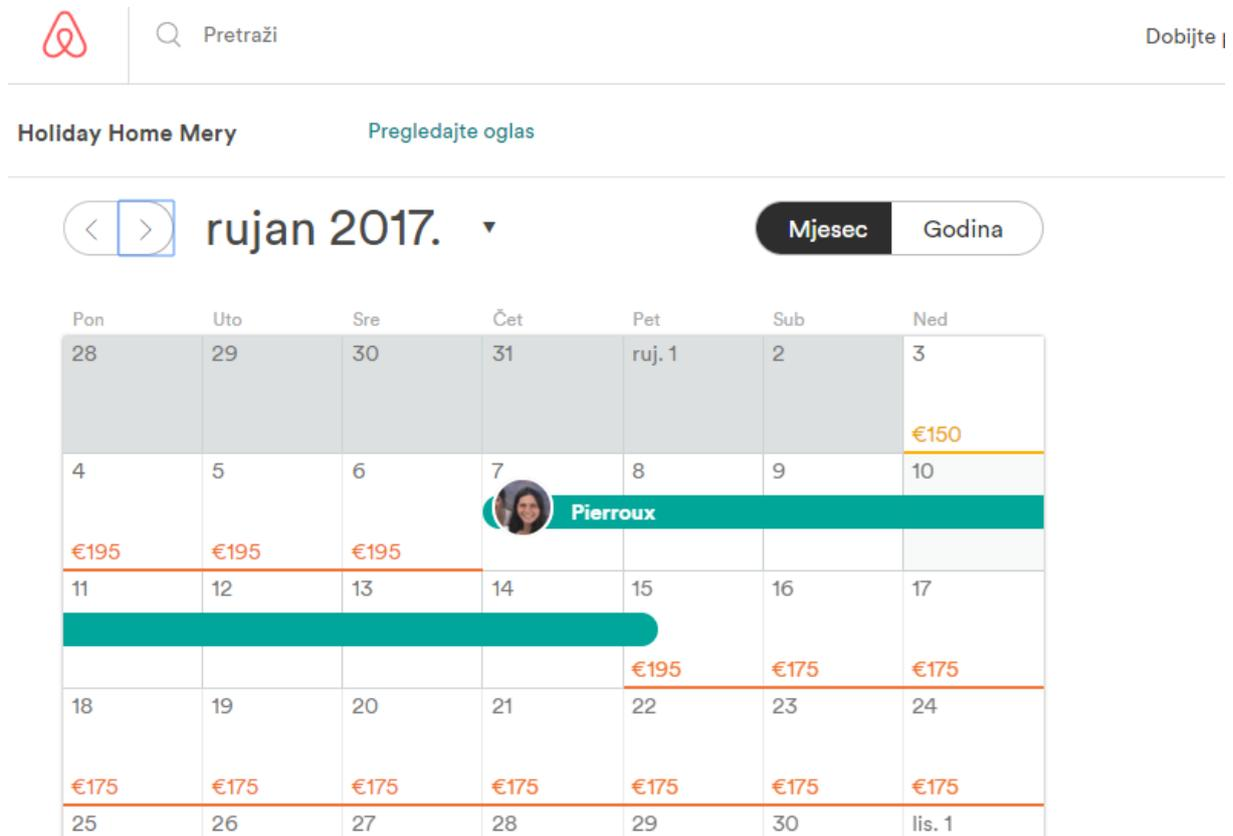 Pretraži Dobijte
Holiday Home Mery Pregledajte oglas
rujan 2017. Mjesec Godina
Pon Uto Sre Čet Pet Sub Ned
28 29 30 31 ruj. 1 2 3
€150
4 5 6 7 8 9 10
Pierroux
€195 €195 €195
11 12 13 14 15 16 17
€195 €175 €175
18 19 20 21 22 23 24
€175 €175 €175 €175 €175 €175 €175
25 26 27 28 29 30 lis. 1